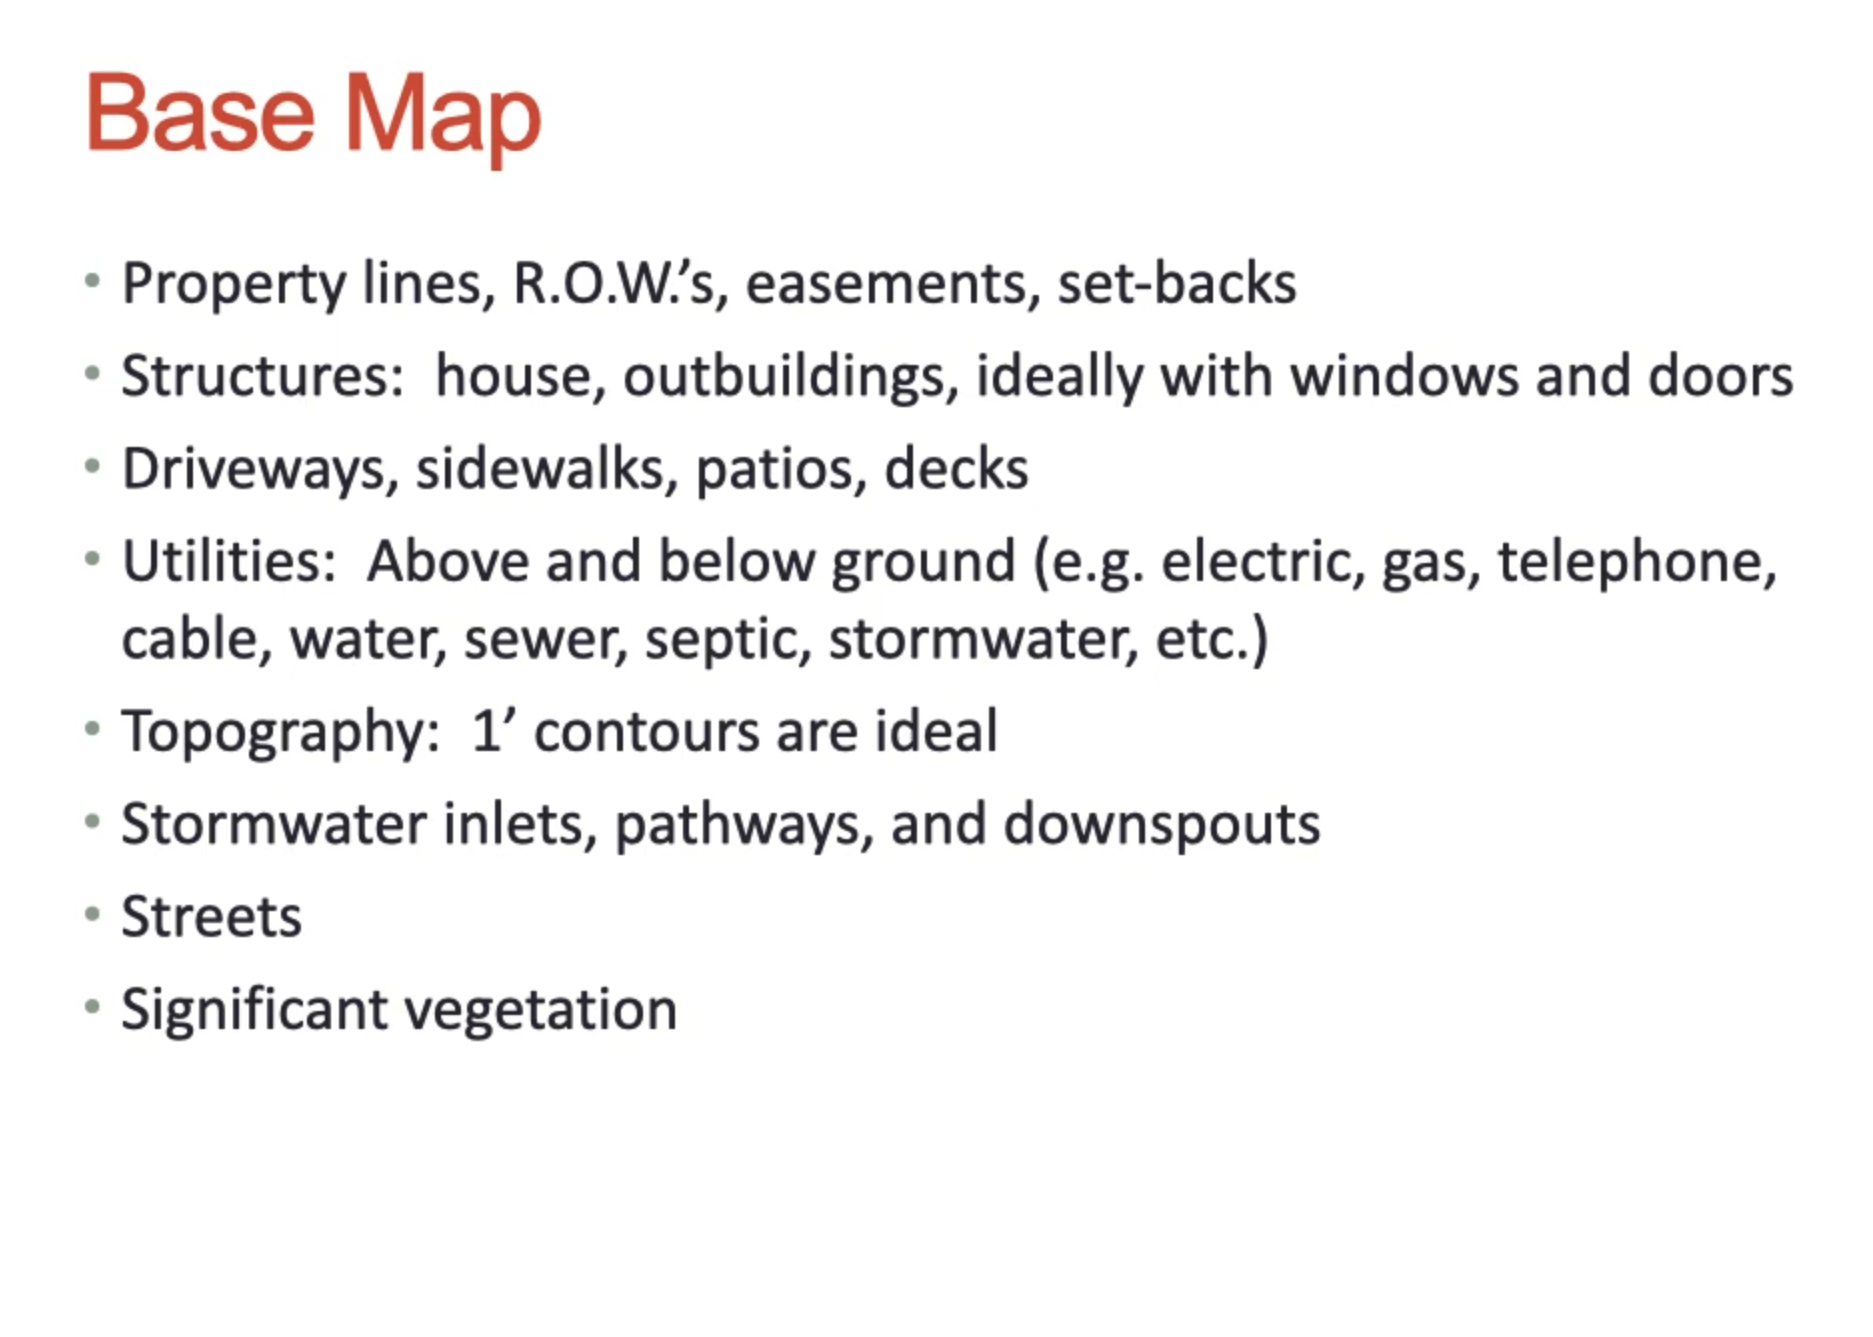 Base Map
• Property lines, R.O.W.’s, easements, set-backs
• Structures:  house, outbuildings, ideally with windows and doors
• Driveways, sidewalks, patios, decks
• Utilities:  Above and below ground (e.g. electric, gas, telephone,
cable, water, sewer, septic, stormwater, etc.)
• Topography:  1’ contours are ideal
• Stormwater inlets, pathways, and downspouts
• Streets
• Significant vegetation